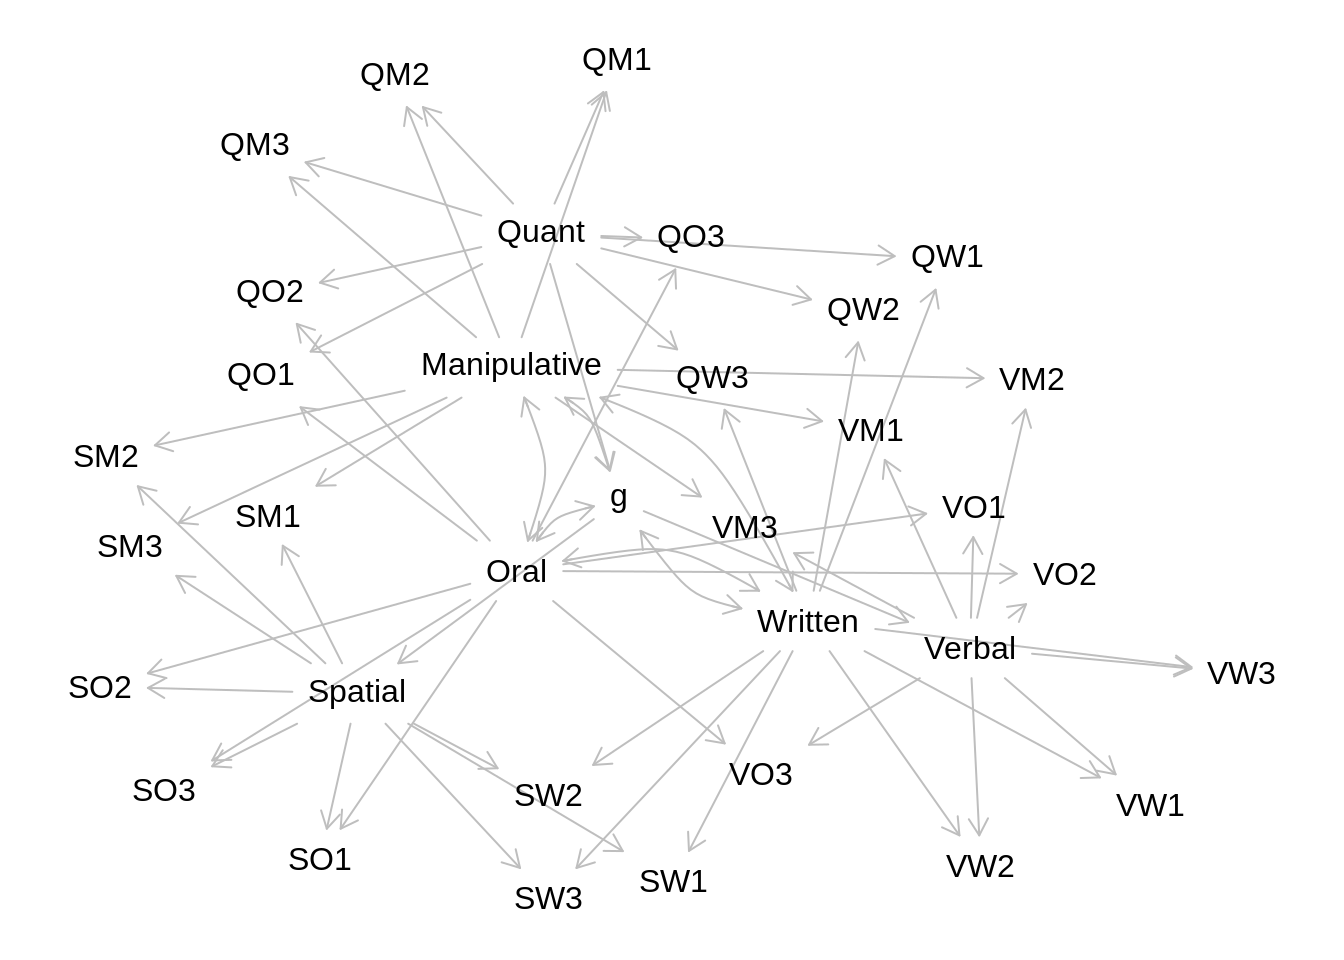 QM1
QM2
QM3
Quant
QO3
QW1
QO2
QW2
Manipulative
QO1
QW3
VM2
VM1
SM2
g
VO1
SM1
VM3
SM3
Oral
VO2
Written
Verbal
VW3
SO2
Spatial
VO3
SO3
SW2
VW1
SO1
VW2
SW1
SW3